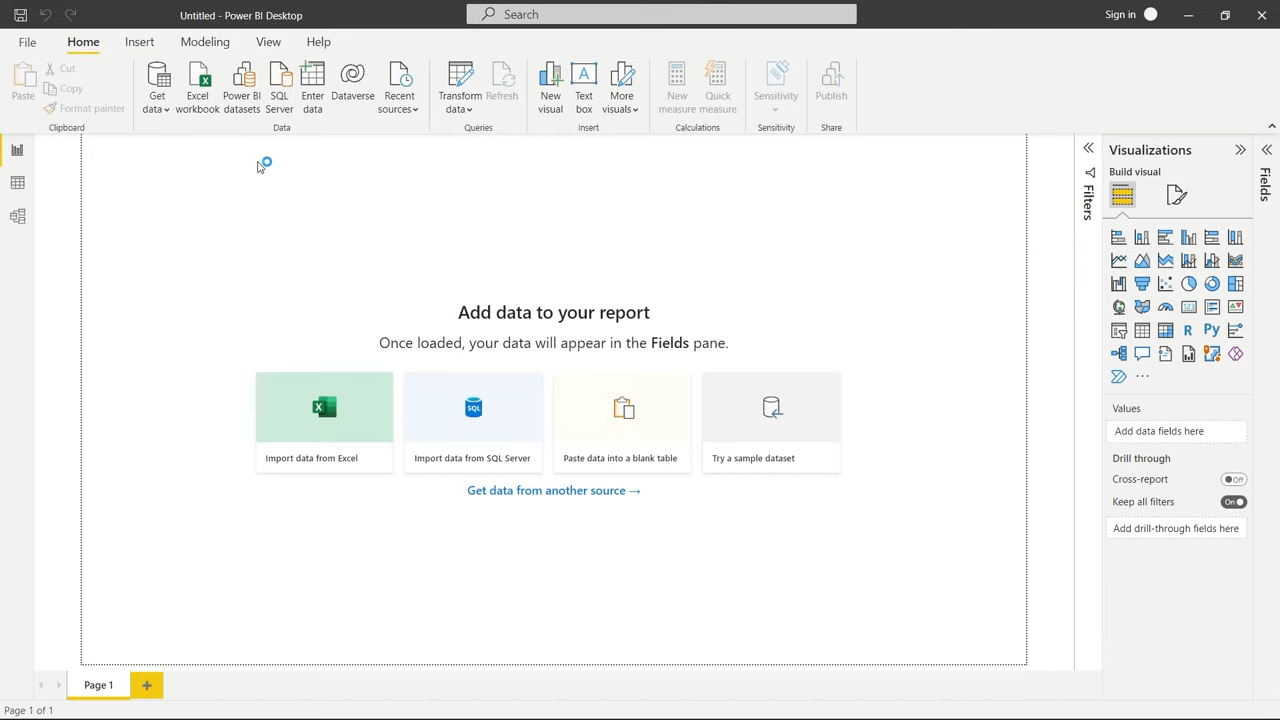 Untitled - Power BI Desktop
Search
Sign in
File Home Insert Modeling View Help
Paste
Cut
Copy
Format painter
Clipboard
Get data
Excel workbook
Power BI datasets
SQL Server
Enter data
Dataverse
Recent sources
Data
Transform data
Refresh
Queries
New visual
Text box
More visuals
Insert
New measure
Quick measure
Calculations
Sensitivity
Sensitivity
Publish
Share
Filters
Visualizations
Build visual
Fields
Add data to your report
Once loaded, your data will appear in the Fields pane.
SQL
Import data from Excel
Import data from SQL Server
Paste data into a blank table
Try a sample dataset
Get data from another source →
R
Py
123
Values
Add data fields here
Drill through
Cross-report
Off
Keep all filters
On
Add drill-through fields here
Page 1
Page 1 of 1